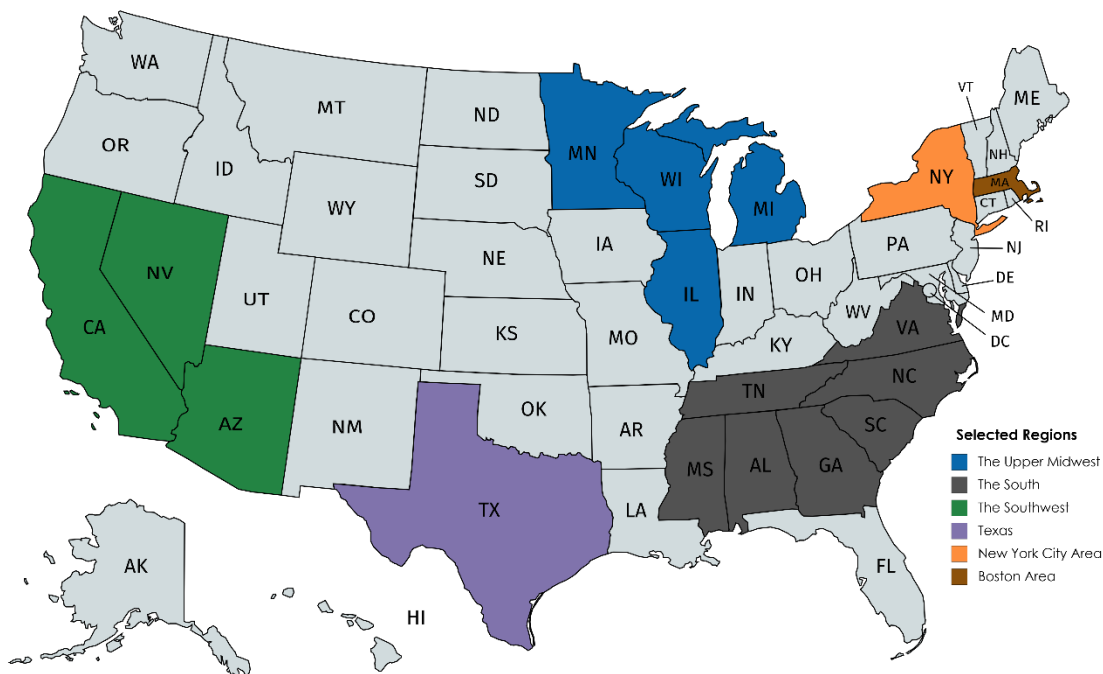 WA
MT
ND
MN
VT
ME
OR
ID
SD
WI
NH
NY
MA
WY
MI
CT
RI
IA
PA
NJ
NE
NV
OH
DE
UT
IL
IN
CA
CO
WV
MD
KS
MO
VA
DC
KY
NC
TN
OK
AZ
NM
AR
SC
MS
AL
GA
TX
LA
FL
AK
HI
Selected Regions
The Upper Midwest
The South
The Southwest
Texas
New York City Area
Boston Area